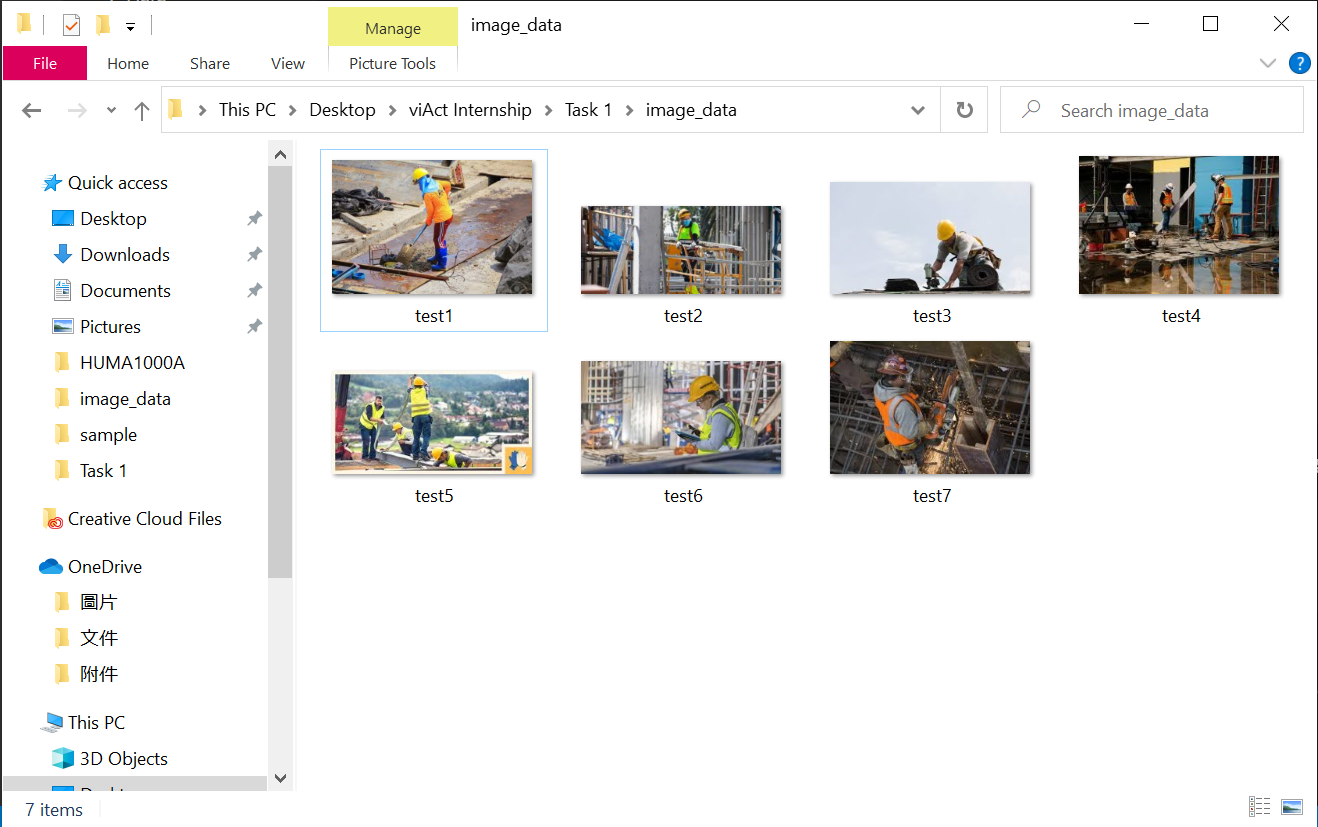 Manage
image_data
File
Home
Share
View
Picture Tools
?
This PC
Desktop
viAct Internship
Task 1
image_data
Search image_data
Quick access
Desktop
Downloads
Documents
Pictures
HUMA1000A
image_data
sample
Task 1
Creative Cloud Files
OneDrive
圖片
文件
附件
This PC
3D Objects
test1
test2
test3
test4
test5
test6
test7
7 items